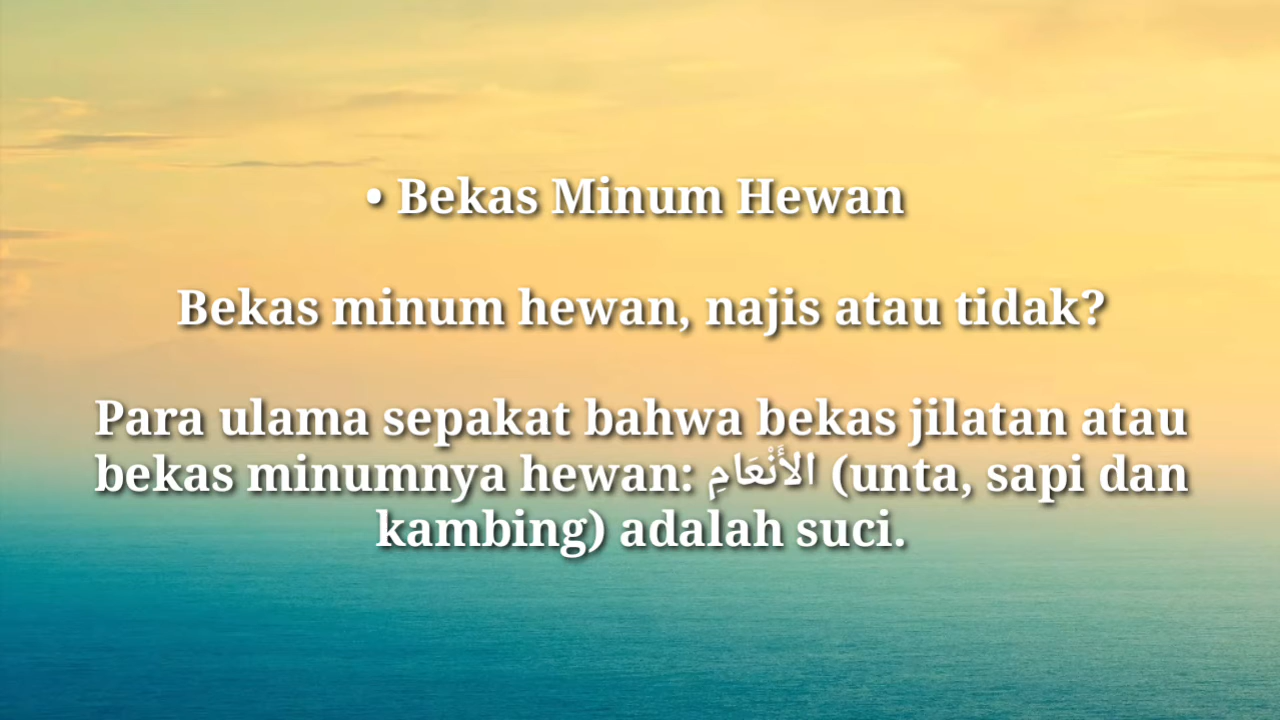 • Bekas Minum Hewan
Bekas minum hewan, najis atau tidak?
Para ulama sepakat bahwa bekas jilatan atau
bekas minumnya hewan: الأَنْعَامِ (unta, sapi dan
kambing) adalah suci.